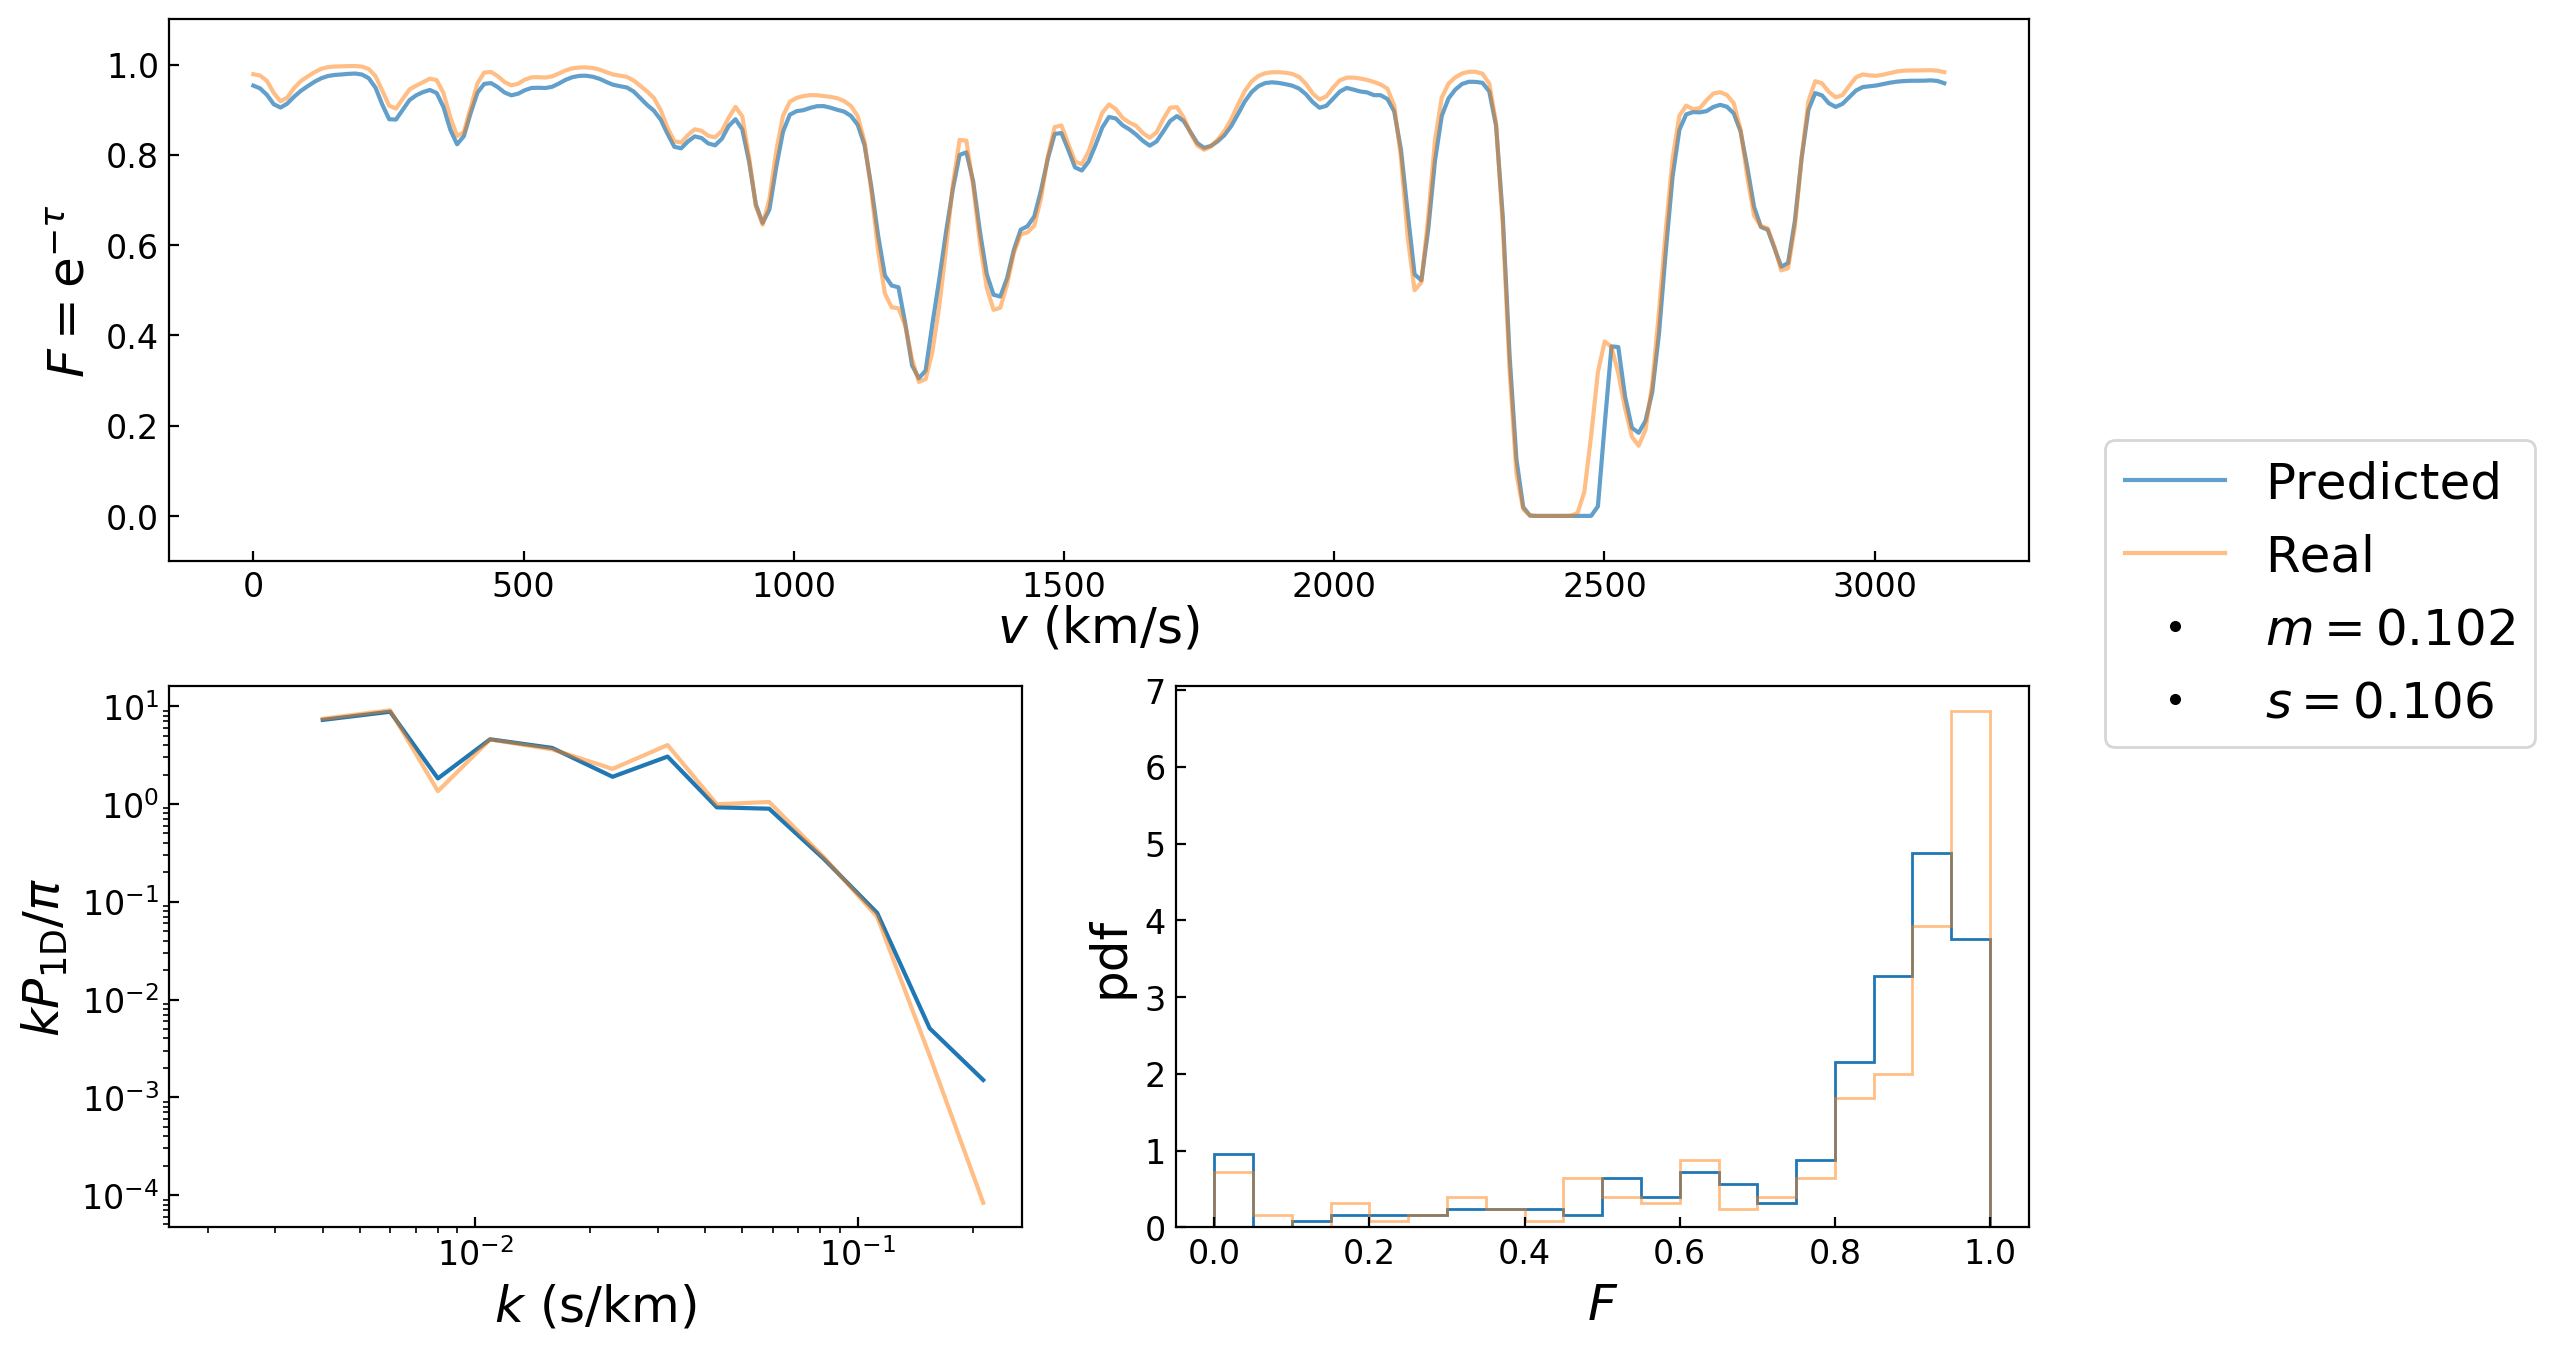 1.0
0.8
0.6
0.4
0.2
0.0
F = e^{-τ}
0 500 1000 1500 2000 2500 3000
v (km/s)
Predicted
Real
m = 0.102
s = 0.106
10^1
10^0
10^{-1}
10^{-2}
10^{-3}
10^{-4}
kP_{1D}/π
10^{-2} 10^{-1}
k (s/km)
7
6
5
4
3
2
1
0
pdf
0.0 0.2 0.4 0.6 0.8 1.0
F